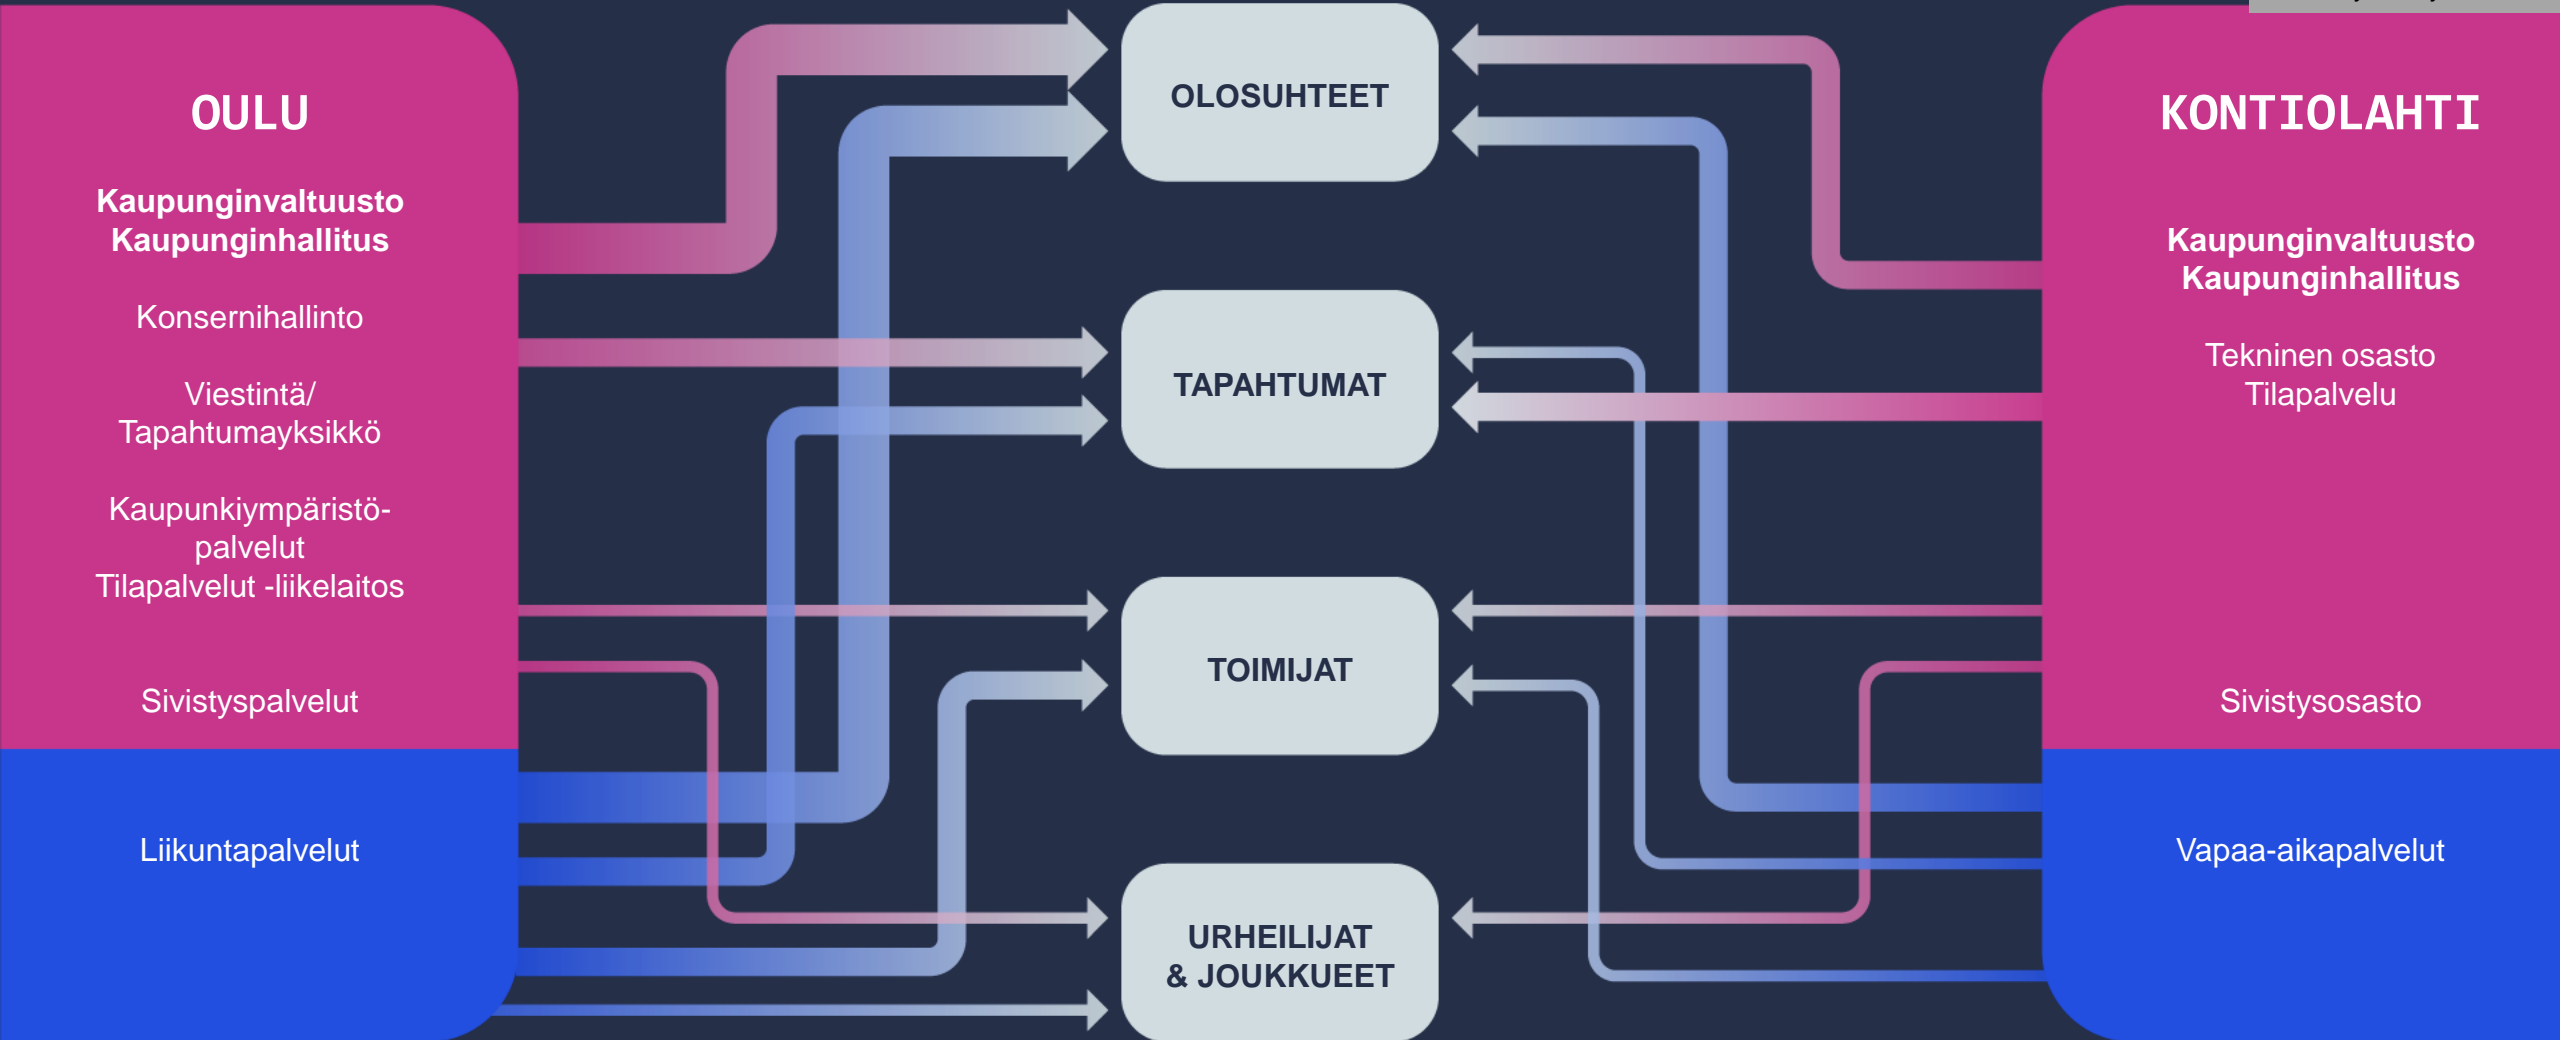 OULU
Kaupunginvaltuusto
Kaupunginhallitus
Konsernihallinto
Viestintä/
Tapahtumayksikkö
Kaupunkiympäristö-
palvelut
Tilapalvelut -liikelaitos
Sivistyspalvelut
Liikuntapalvelut
OLOSUHTEET
TAPAHTUMAT
TOIMIJAT
URHEILIJAT
& JOUKKUEET
KONTIOLAHTI
Kaupunginvaltuusto
Kaupunginhallitus
Tekninen osasto
Tilapalvelu
Sivistysosasto
Vapaa-aikapalvelut